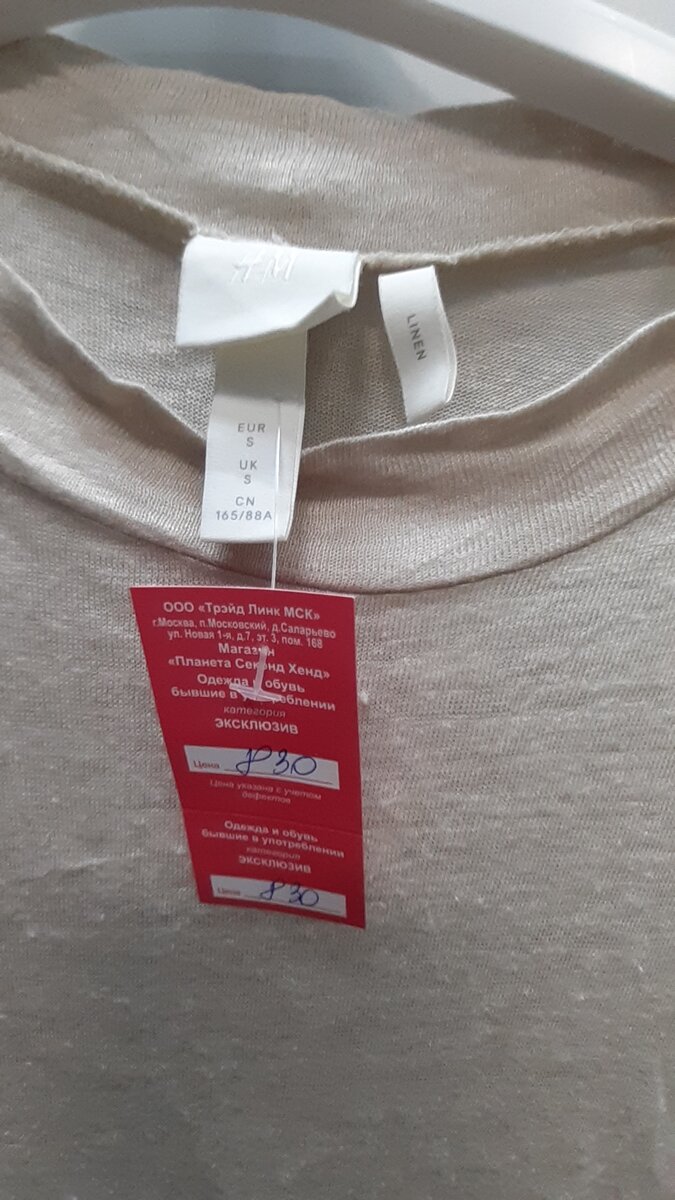 H&M
LINEN
EUR
S
UK
S
CN
165/88A
ООО «Трэйд Линк МСК»
г.Москва, п.Московский, д.Саларьево
ул. Новая 1-я, д.7, эт. 3, пом. 168
Магазин
«Планета Секонд Хенд»
Одежда и обувь
бывшие в употреблении
категория
ЭКСКЛЮЗИВ
Цена 830
Цена указана с учетом
дефектов
Одежда и обувь
бывшие в употреблении
категория
ЭКСКЛЮЗИВ
Цена 830